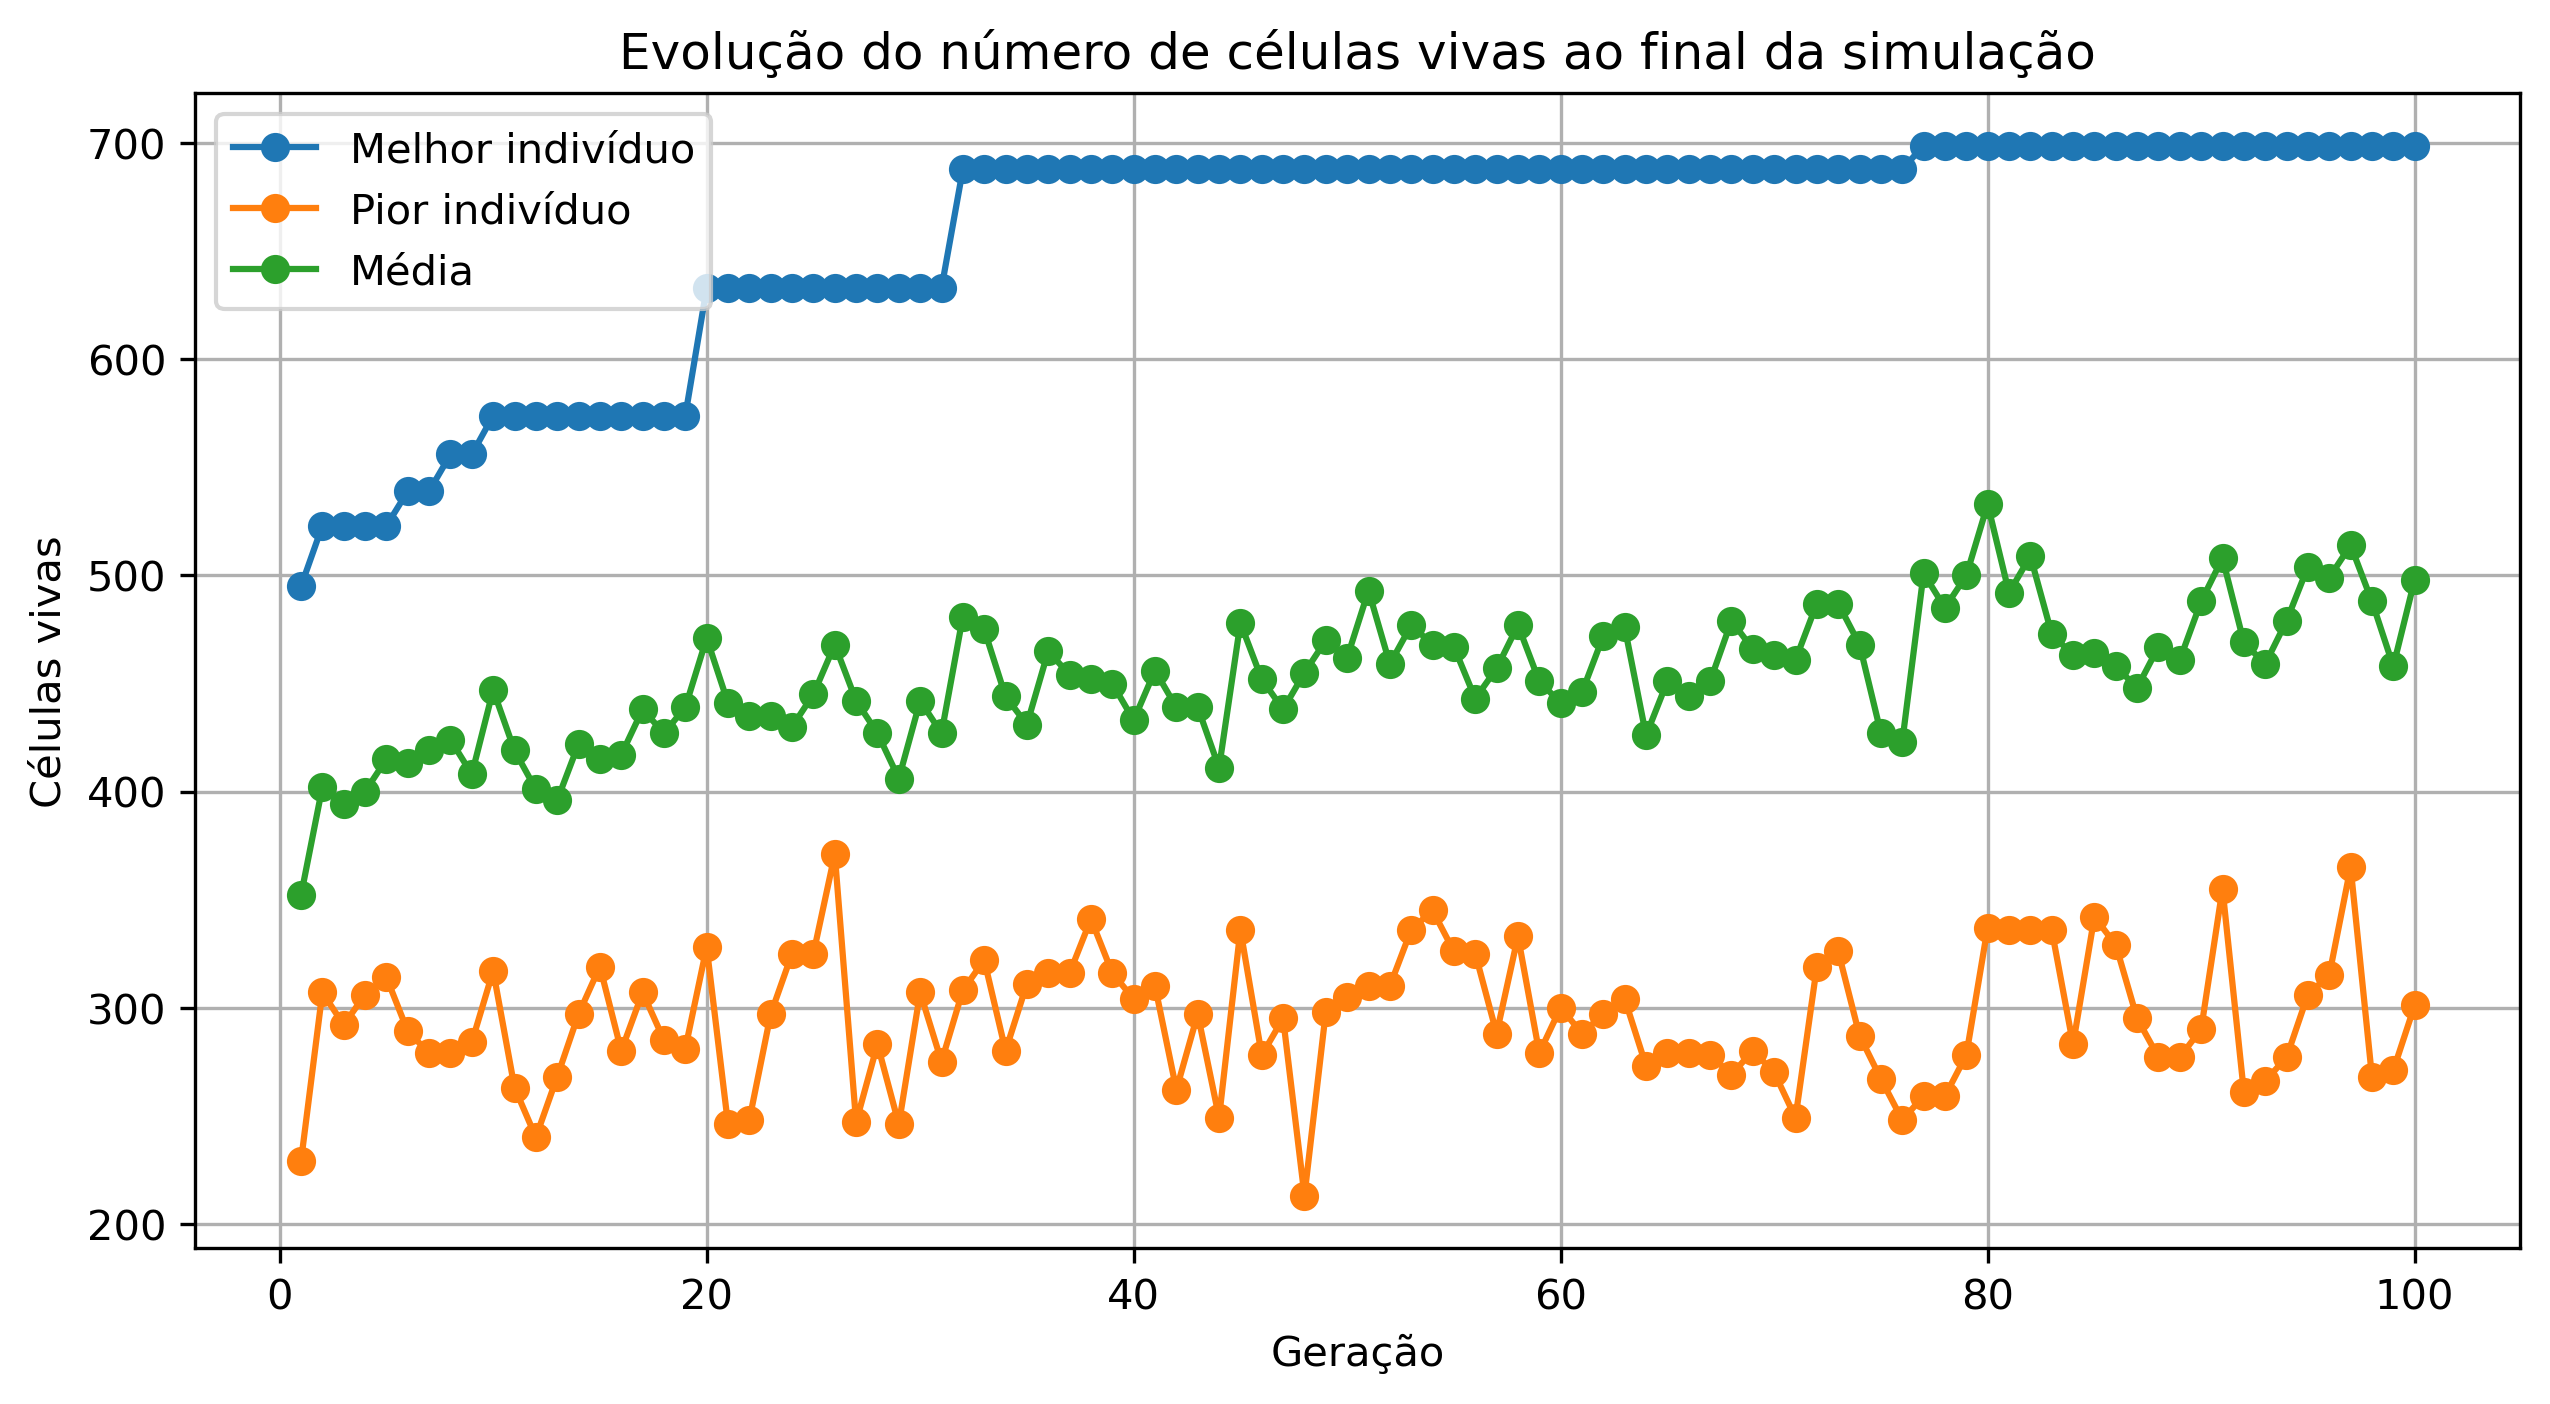 Evolução do número de células vivas ao final da simulação
Melhor indivíduo
Pior indivíduo
Média
700
600
500
400
300
200
Células vivas
0 20 40 60 80 100
Geração